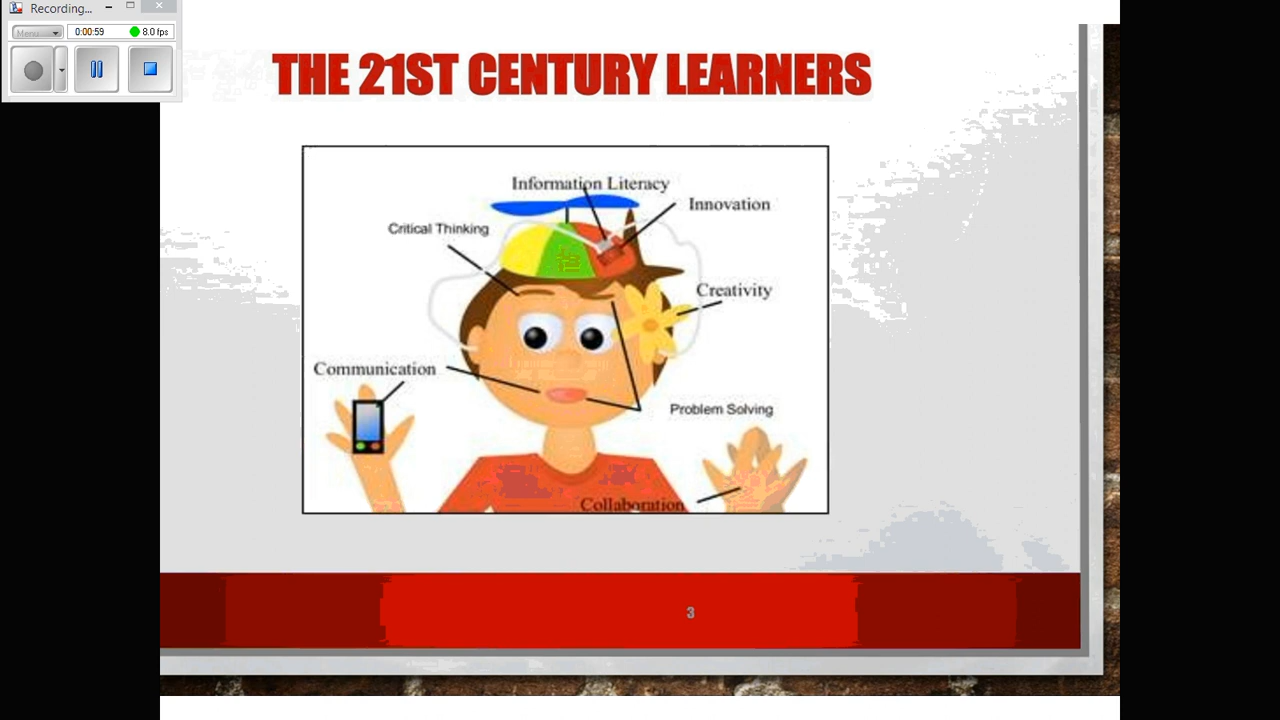 Recording...
Menu
0:00:59
8.0 fps
THE 21ST CENTURY LEARNERS
Information Literacy
Innovation
Critical Thinking
Creativity
Communication
Problem Solving
Collaboration
3